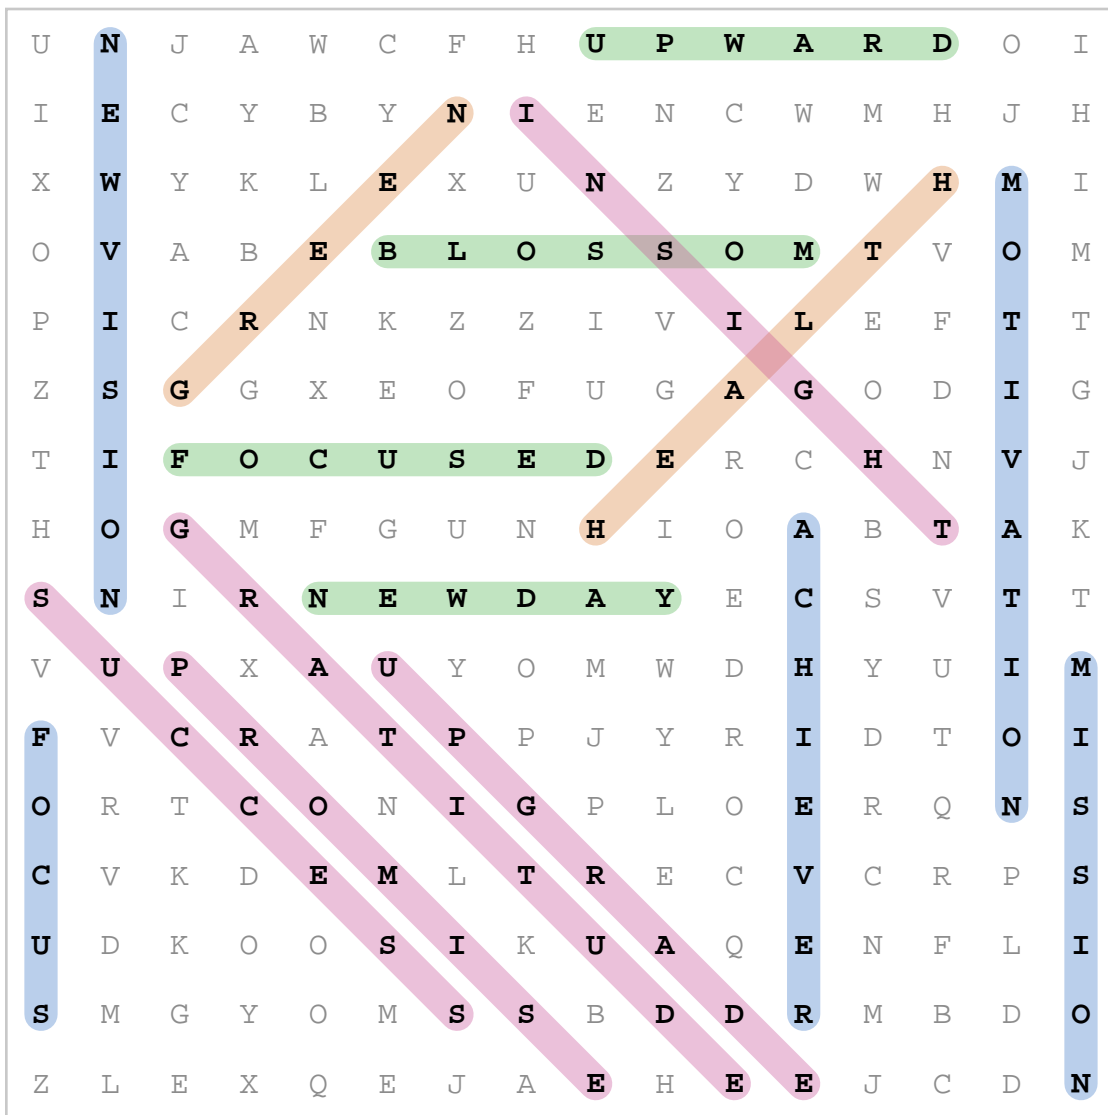 U N J A W C F H U P W A R D O I
I E C Y B Y N I E N C W M H J H
X W Y K L E X U N Z Y D W H M I
O V A B E B L O S S O M T V O M
P I C R N K Z Z I V I L E F T T
Z S G G X E O F U G A G O D I G
T I F O C U S E D E R C H N V J
H O G M F G U N H I O A B T A K
S N I R N E W D A Y E C S V T T
V U P X A U Y O M W D H Y U I M
F V C R A T P P J Y R I D T O I
O R T C O N I G P L O E R Q N S
C V K D E M L T R E C V C R P S
U D K O O S I K U A Q E N F L I
S M G Y O M S S B D D R M B D O
Z L E X Q E J A E H E E J C D N